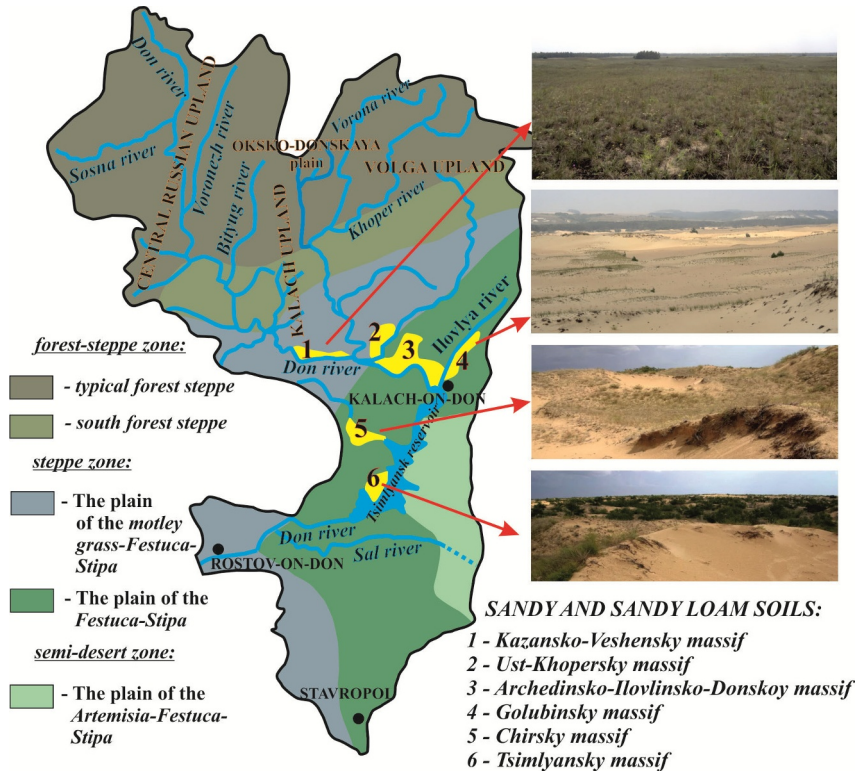 Don river
CENTRAL RUSSIAN UPLAND
Sosna river
Voronezh river
Bityug river
OKSKO-DONSKAYA
plain
Vorona river
VOLGA UPLAND
Khoper river
KALACH UPLAND
Ilovlya river
1
2
3
4
Don river
KALACH-ON-DON
5
Tsimlyansk reservoir
6
Don river
Sal river
ROSTOV-ON-DON
STAVROPOL
forest-steppe zone:
- typical forest steppe
- south forest steppe
steppe zone:
- The plain
of the motley
grass-Festuca-
Stipa
- The plain of the
Festuca-Stipa
semi-desert zone:
- The plain of the
Artemisia-Festuca-
Stipa
SANDY AND SANDY LOAM SOILS:
1 - Kazansko-Veshensky massif
2 - Ust-Khopersky massif
3 - Archedinsko-Ilovlinsko-Donskoy massif
4 - Golubinsky massif
5 - Chirsky massif
6 - Tsimlyansky massif